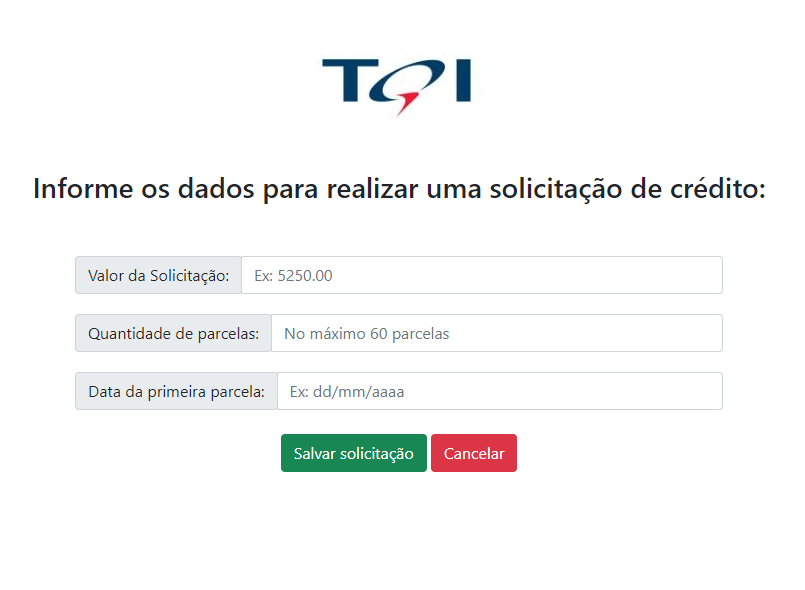 TQI
Informe os dados para realizar uma solicitação de crédito:
Valor da Solicitação: Ex: 5250.00
Quantidade de parcelas: No máximo 60 parcelas
Data da primeira parcela: Ex: dd/mm/aaaa
Salvar solicitação Cancelar